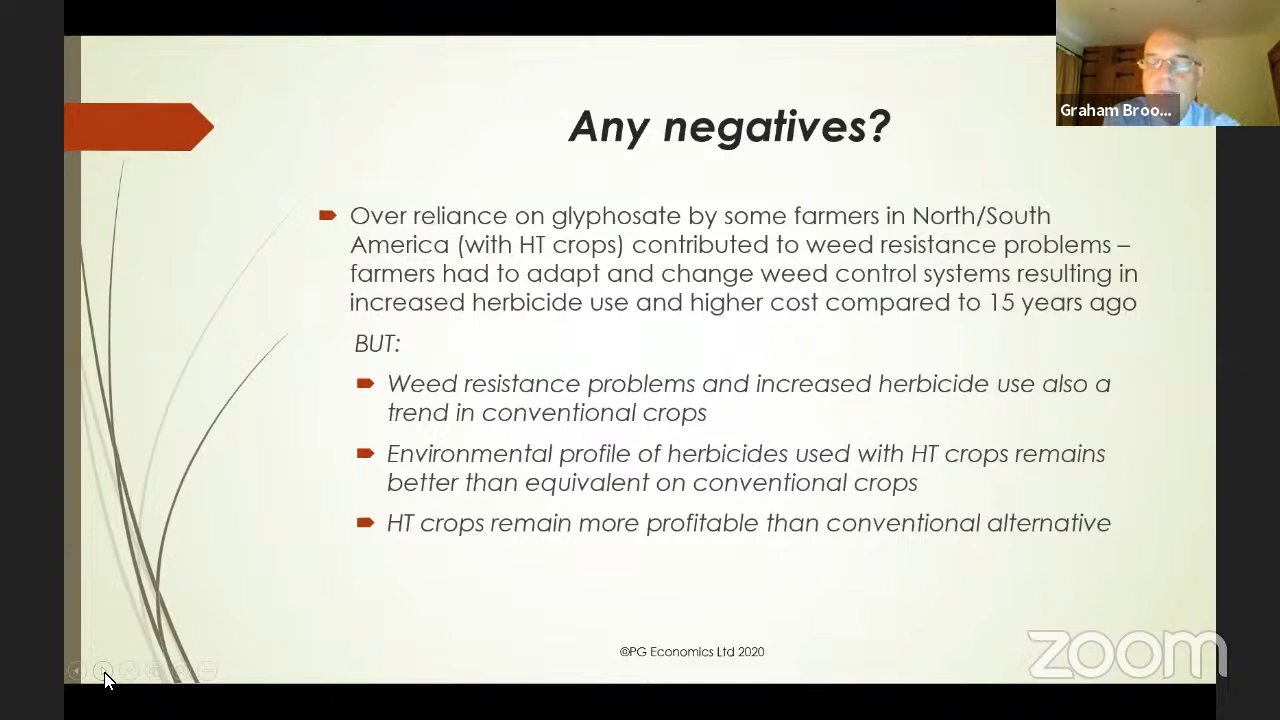 Graham Broo...
Any negatives?
Over reliance on glyphosate by some farmers in North/South
America (with HT crops) contributed to weed resistance problems –
farmers had to adapt and change weed control systems resulting in
increased herbicide use and higher cost compared to 15 years ago
BUT:
Weed resistance problems and increased herbicide use also a
trend in conventional crops
Environmental profile of herbicides used with HT crops remains
better than equivalent on conventional crops
HT crops remain more profitable than conventional alternative
©PG Economics Ltd 2020
zoom